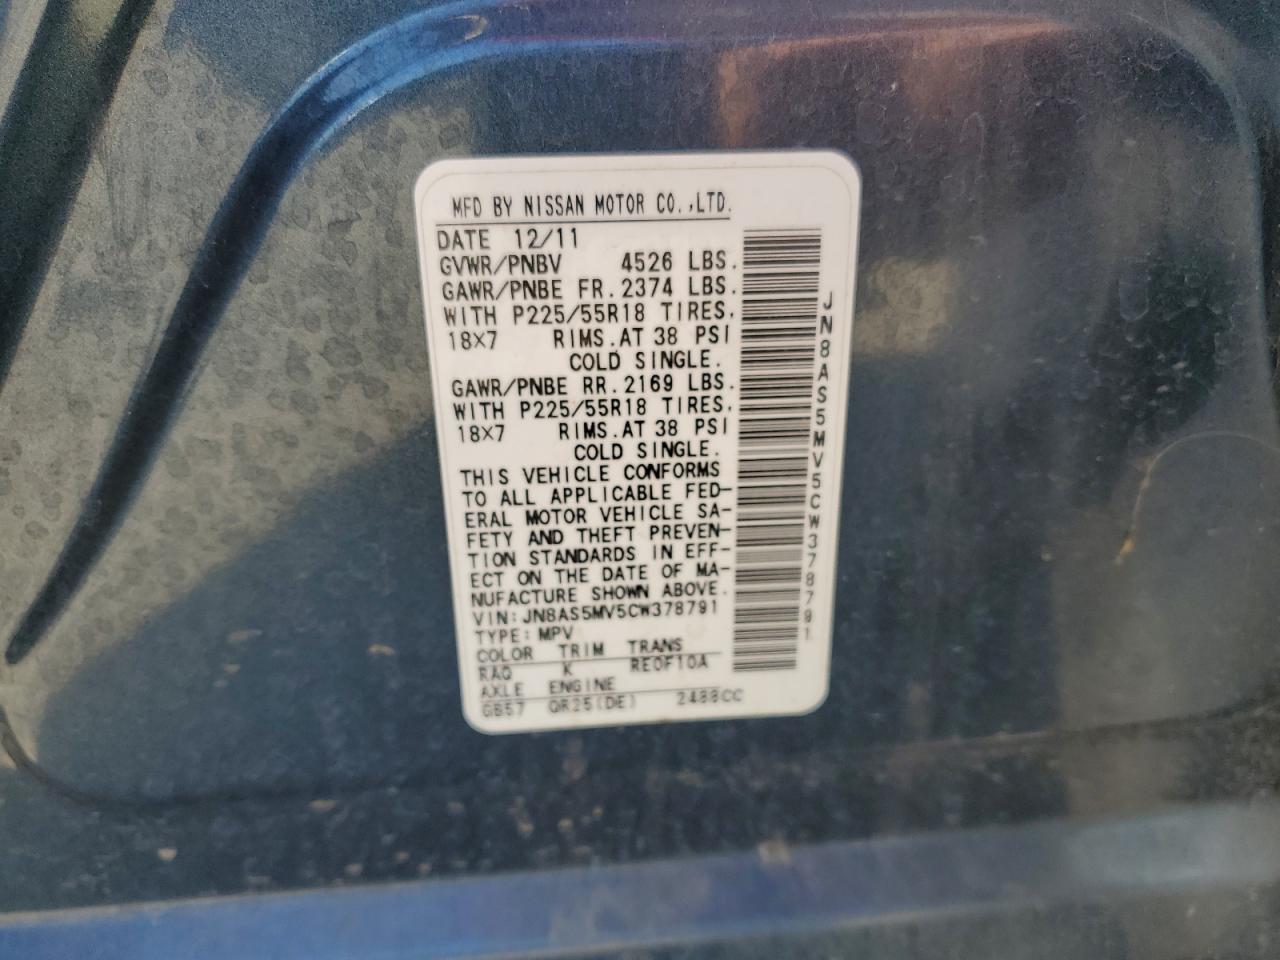 MFD BY NISSAN MOTOR CO.,LTD.
DATE 12/11
GVWR/PNBV 4526 LBS.
GAWR/PNBE FR.2374 LBS.
WITH P225/55R18 TIRES.
18×7 RIMS.AT 38 PSI
COLD SINGLE.
GAWR/PNBE RR.2169 LBS.
WITH P225/55R18 TIRES.
18×7 RIMS.AT 38 PSI
COLD SINGLE.
THIS VEHICLE CONFORMS
TO ALL APPLICABLE FED-
ERAL MOTOR VEHICLE SA-
FETY AND THEFT PREVEN-
TION STANDARDS IN EFF-
ECT ON THE DATE OF MA-
NUFACTURE SHOWN ABOVE.
VIN:JN8AS5MV5CW378791
TYPE:MPV
COLOR TRIM TRANS
RAQ K RE0F10A
AXLE ENGINE
GB57 QR25(DE) 2488CC
JN8AS5MV5CW378791